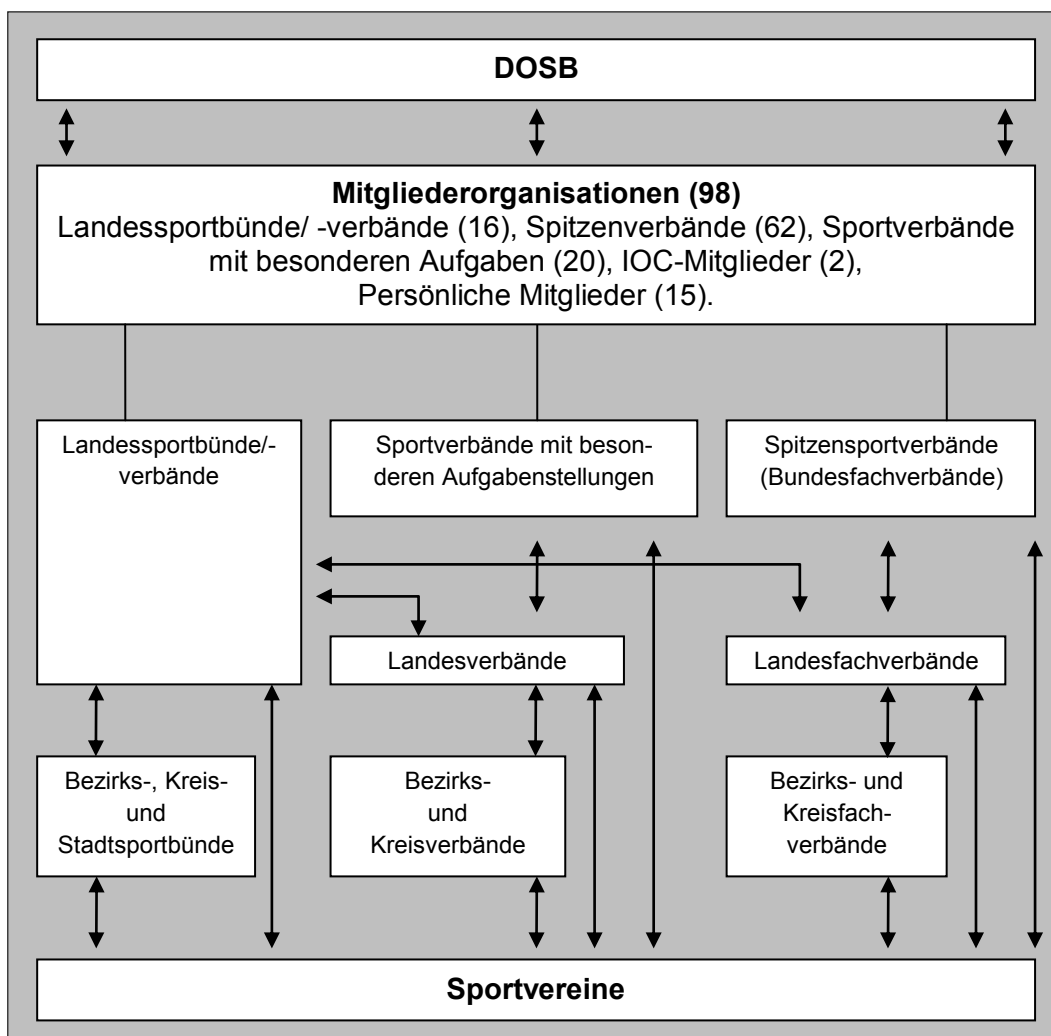 DOSB
Mitgliederorganisationen (98)
Landessportbünde/ -verbände (16), Spitzenverbände (62), Sportverbände
mit besonderen Aufgaben (20), IOC-Mitglieder (2),
Persönliche Mitglieder (15).
Landessportbünde/-
verbände
Sportverbände mit beson-
deren Aufgabenstellungen
Spitzensportverbände
(Bundesfachverbände)
Landesverbände
Landesfachverbände
Bezirks-, Kreis-
und
Stadtsportbünde
Bezirks-
und
Kreisverbände
Bezirks- und
Kreisfach-
verbände
Sportvereine